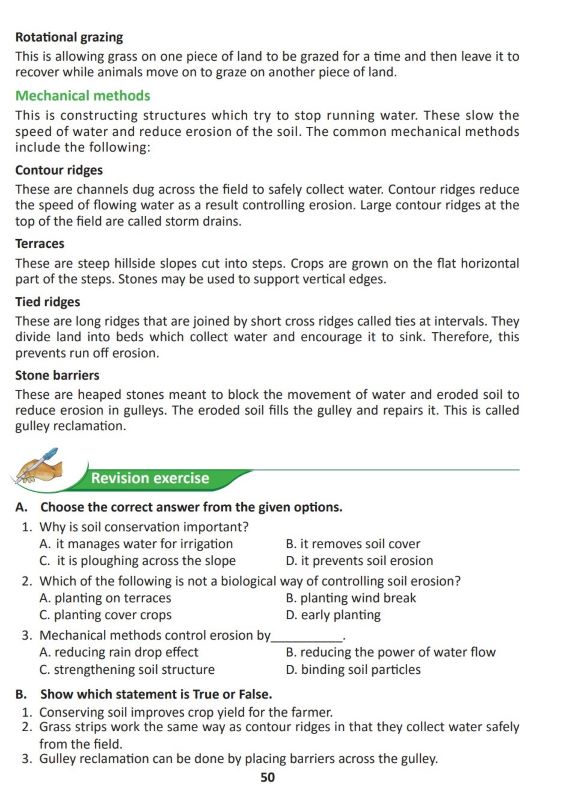 Rotational grazing
This is allowing grass on one piece of land to be grazed for a time and then leave it to
recover while animals move on to graze on another piece of land.
Mechanical methods
This is constructing structures which try to stop running water. These slow the
speed of water and reduce erosion of the soil. The common mechanical methods
include the following:
Contour ridges
These are channels dug across the field to safely collect water. Contour ridges reduce
the speed of flowing water as a result controlling erosion. Large contour ridges at the
top of the field are called storm drains.
Terraces
These are steep hillside slopes cut into steps. Crops are grown on the flat horizontal
part of the steps. Stones may be used to support vertical edges.
Tied ridges
These are long ridges that are joined by short cross ridges called ties at intervals. They
divide land into beds which collect water and encourage it to sink. Therefore, this
prevents run off erosion.
Stone barriers
These are heaped stones meant to block the movement of water and eroded soil to
reduce erosion in gulleys. The eroded soil fills the gulley and repairs it. This is called
gulley reclamation.
Revision exercise
A. Choose the correct answer from the given options.
1. Why is soil conservation important?
A. it manages water for irrigation B. it removes soil cover
C. it is ploughing across the slope D. it prevents soil erosion
2. Which of the following is not a biological way of controlling soil erosion?
A. planting on terraces B. planting wind break
C. planting cover crops D. early planting
3. Mechanical methods control erosion by___________.
A. reducing rain drop effect B. reducing the power of water flow
C. strengthening soil structure D. binding soil particles
B. Show which statement is True or False.
1. Conserving soil improves crop yield for the farmer.
2. Grass strips work the same way as contour ridges in that they collect water safely
from the field.
3. Gulley reclamation can be done by placing barriers across the gulley.
50